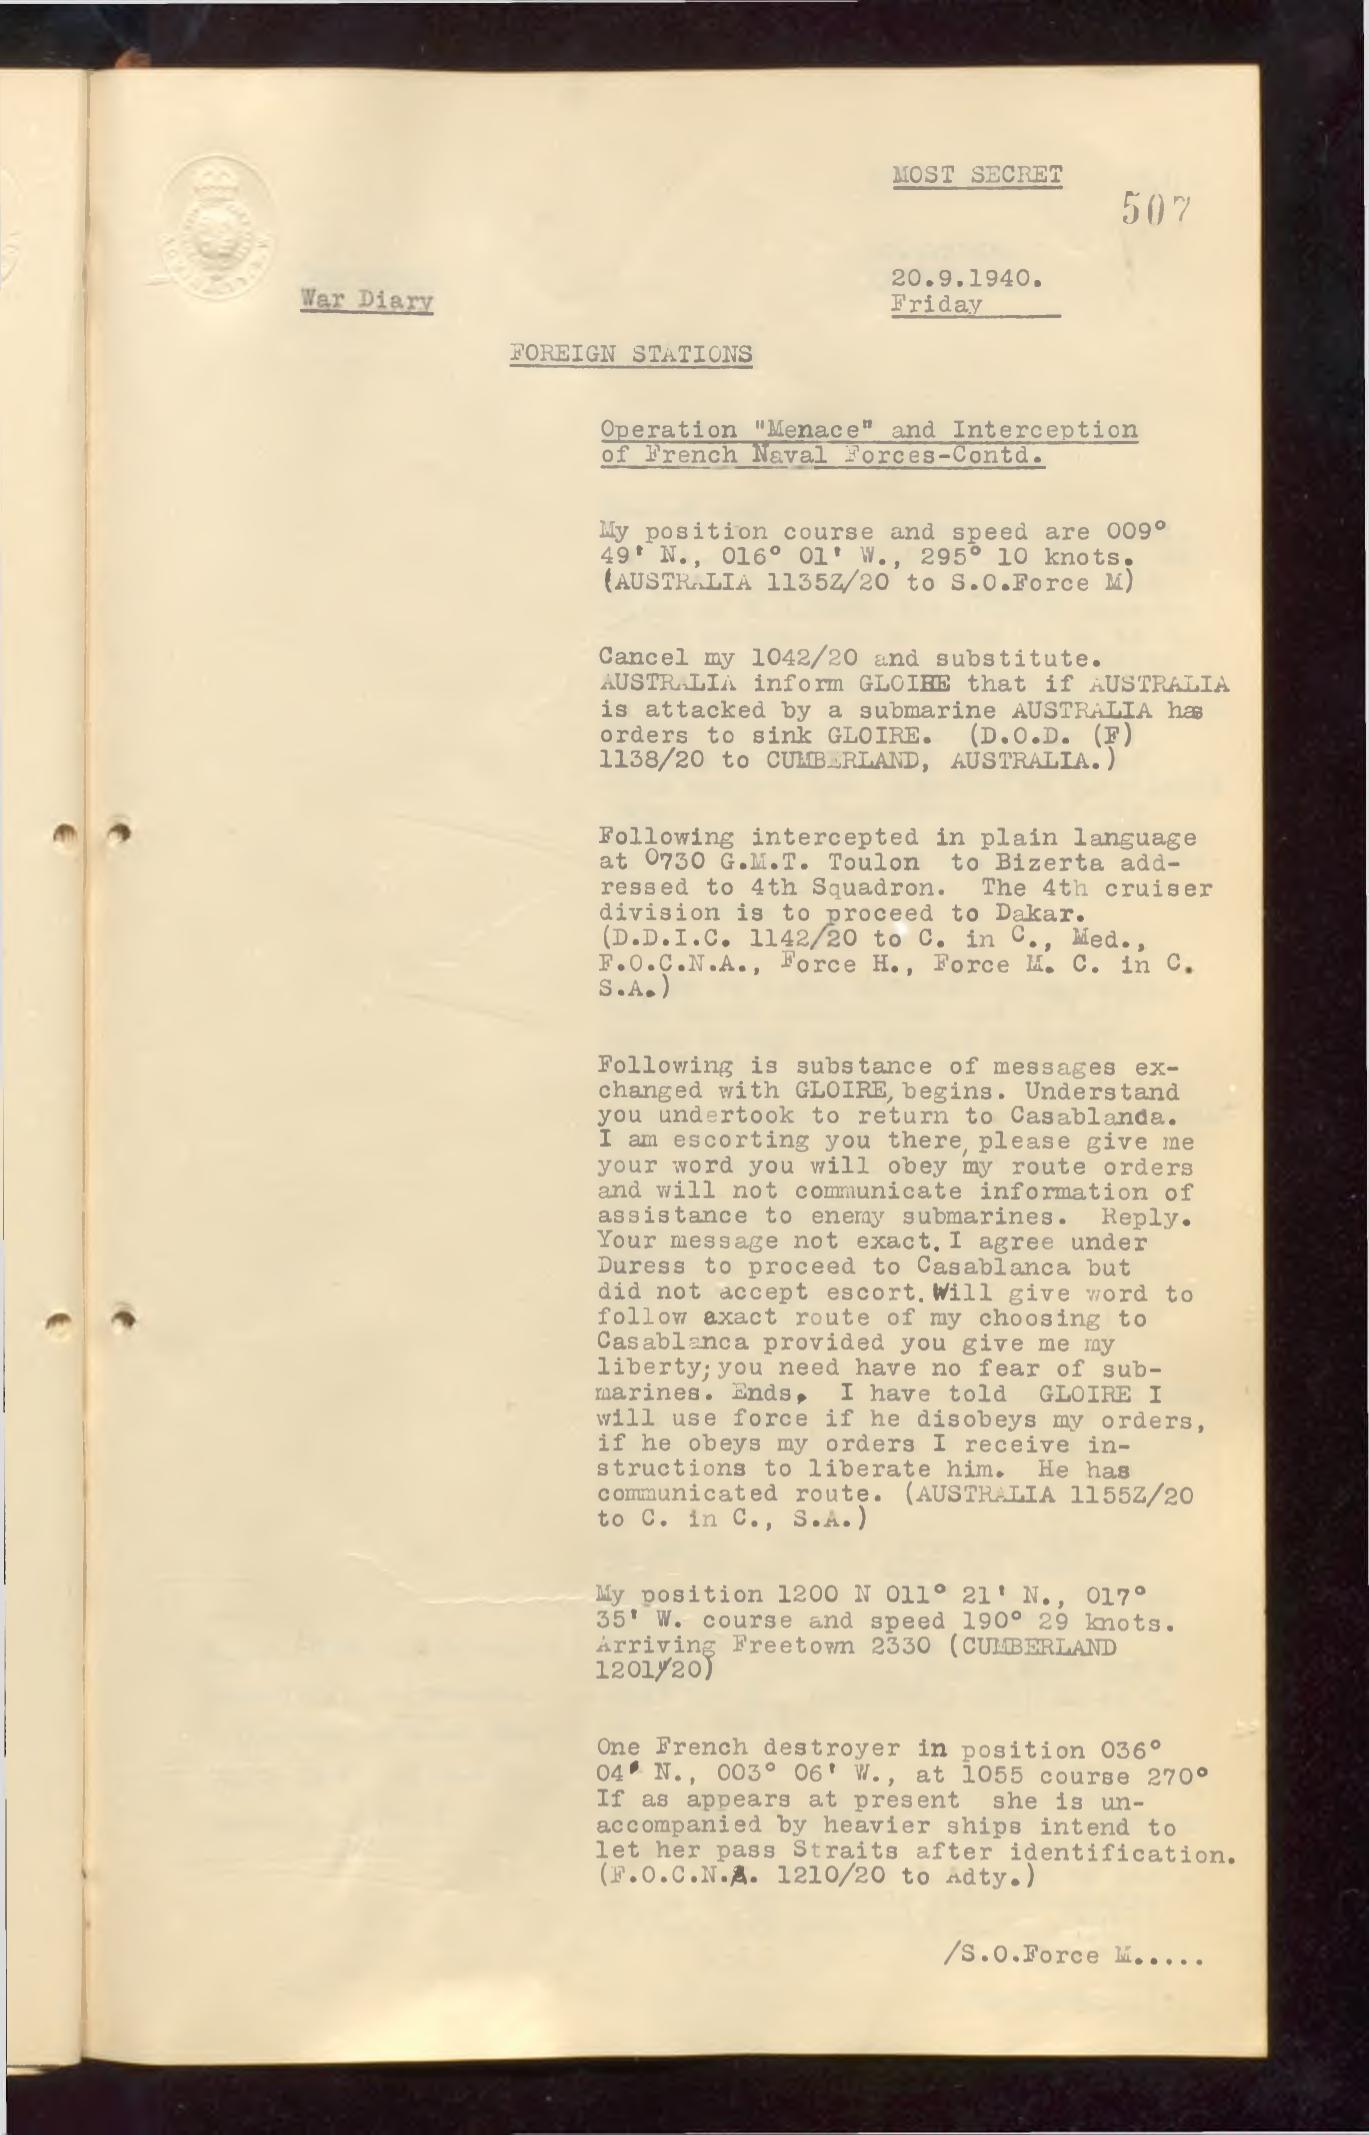 MOST SECRET
507
20.9.1940.
War Diary
Friday
FOREIGN STATIONS
Operation "Menace" and Interception
of French Naval Forces-Contd.
My position course and speed are 009°
49' N., 016° 01' W., 295° 10 knots.
(AUSTRALIA 1135Z/20 to S.O.Force M)
Cancel my 1042/20 and substitute.
AUSTRALIA inform GLOIRE that if AUSTRALIA
is attacked by a submarine AUSTRALIA has
orders to sink GLOIRE. (D.O.D. (F)
1138/20 to CUMBERLAND, AUSTRALIA.)
Following intercepted in plain language
at 0730 G.M.T. Toulon to Bizerta add-
ressed to 4th Squadron. The 4th cruiser
division is to proceed to Dakar.
(D.D.I.C. 1142/20 to C. in C., Med.,
F.O.C.N.A., Force H., Force M. C. in C.
S.A.)
Following is substance of messages ex-
changed with GLOIRE, begins. Understand
you undertook to return to Casablanda.
I am escorting you there, please give me
your word you will obey my route orders
and will not communicate information of
assistance to enemy submarines. Reply.
Your message not exact. I agree under
Duress to proceed to Casablanca but
did not accept escort. Will give word to
follow axact route of my choosing to
Casablanca provided you give me my
liberty; you need have no fear of sub-
marines. Ends, I have told GLOIRE I
will use force if he disobeys my orders,
if he obeys my orders I receive in-
structions to liberate him. He has
communicated route. (AUSTRALIA 1155Z/20
to C. in C., S.A.)
My position 1200 N 011° 21' N., 017°
35' W. course and speed 190° 29 knots.
Arriving Freetown 2330 (CUMBERLAND
1201/20)
One French destroyer in position 036°
04' N., 003° 06' W., at 1055 course 270°
If as appears at present she is un-
accompanied by heavier ships intend to
let her pass Straits after identification.
(F.O.C.N.A. 1210/20 to Adty.)
/S.O.Force M.....